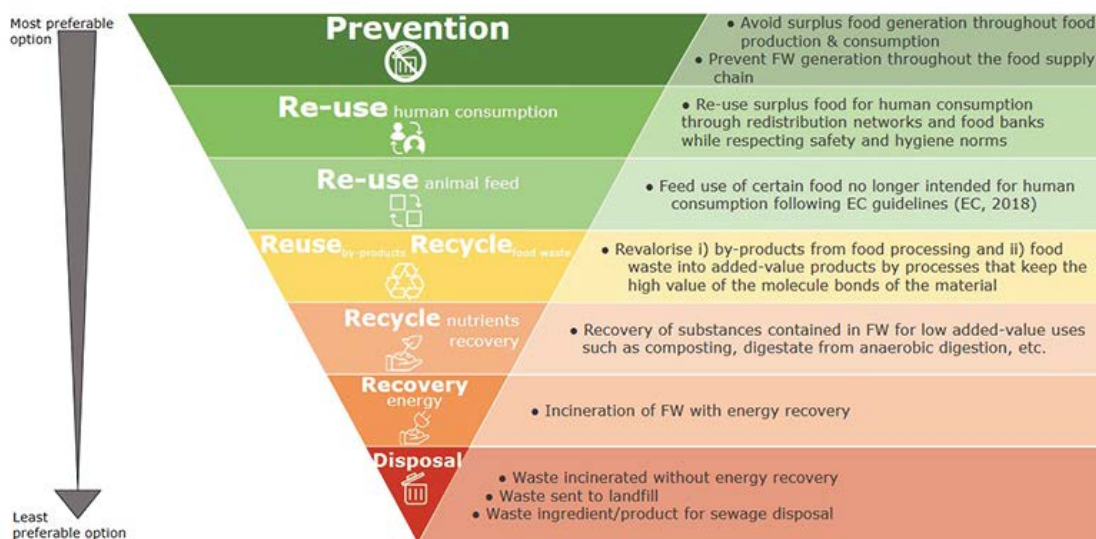 Most preferable
option
Prevention
● Avoid surplus food generation throughout food
production & consumption
● Prevent FW generation throughout the food supply
chain
Re-use human consumption
● Re-use surplus food for human consumption
through redistribution networks and food banks
while respecting safety and hygiene norms
Re-use animal feed
● Feed use of certain food no longer intended for human
consumption following EC guidelines (EC, 2018)
Reuse by-products Recycle food waste
● Revalorise i) by-products from food processing and ii) food
waste into added-value products by processes that keep the
high value of the molecule bonds of the material
Recycle nutrients
recovery
● Recovery of substances contained in FW for low added-value uses
such as composting, digestate from anaerobic digestion, etc.
Recovery
energy
● Incineration of FW with energy recovery
Disposal
● Waste incinerated without energy recovery
● Waste sent to landfill
● Waste ingredient/product for sewage disposal
Least
preferable option